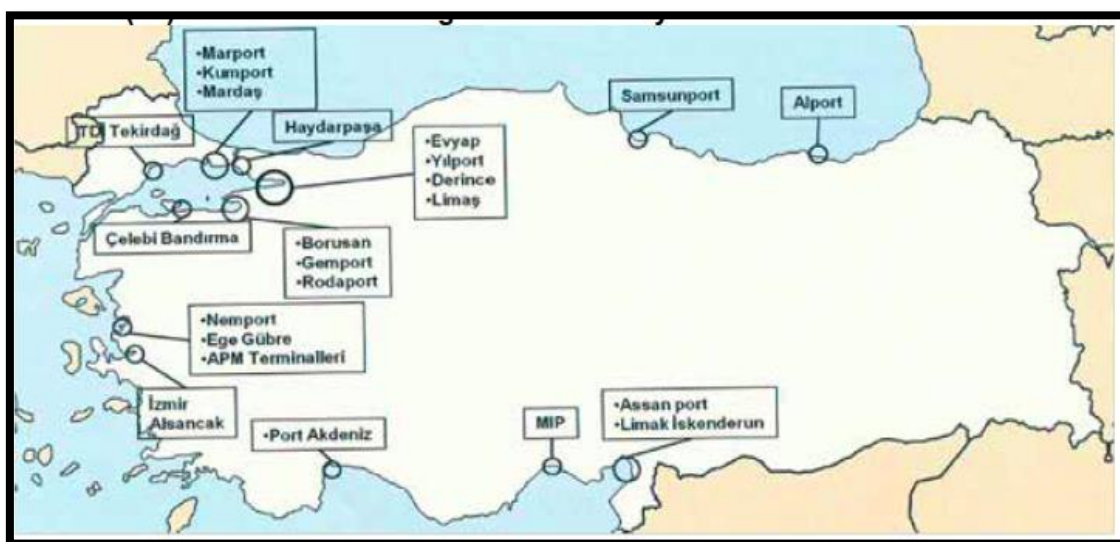 •Marport
•Kumport
•Mardaş
TDİ Tekirdağ
Haydarpaşa
•Evyap
•Yılport
•Derince
•Limaş
Samsunport
Alport
Çelebi Bandırma
•Borusan
•Gemport
•Rodaport
•Nemport
•Ege Gübre
•APM Terminalleri
İzmir
Alsancak
•Port Akdeniz
MIP
•Assan port
•Limak İskenderun